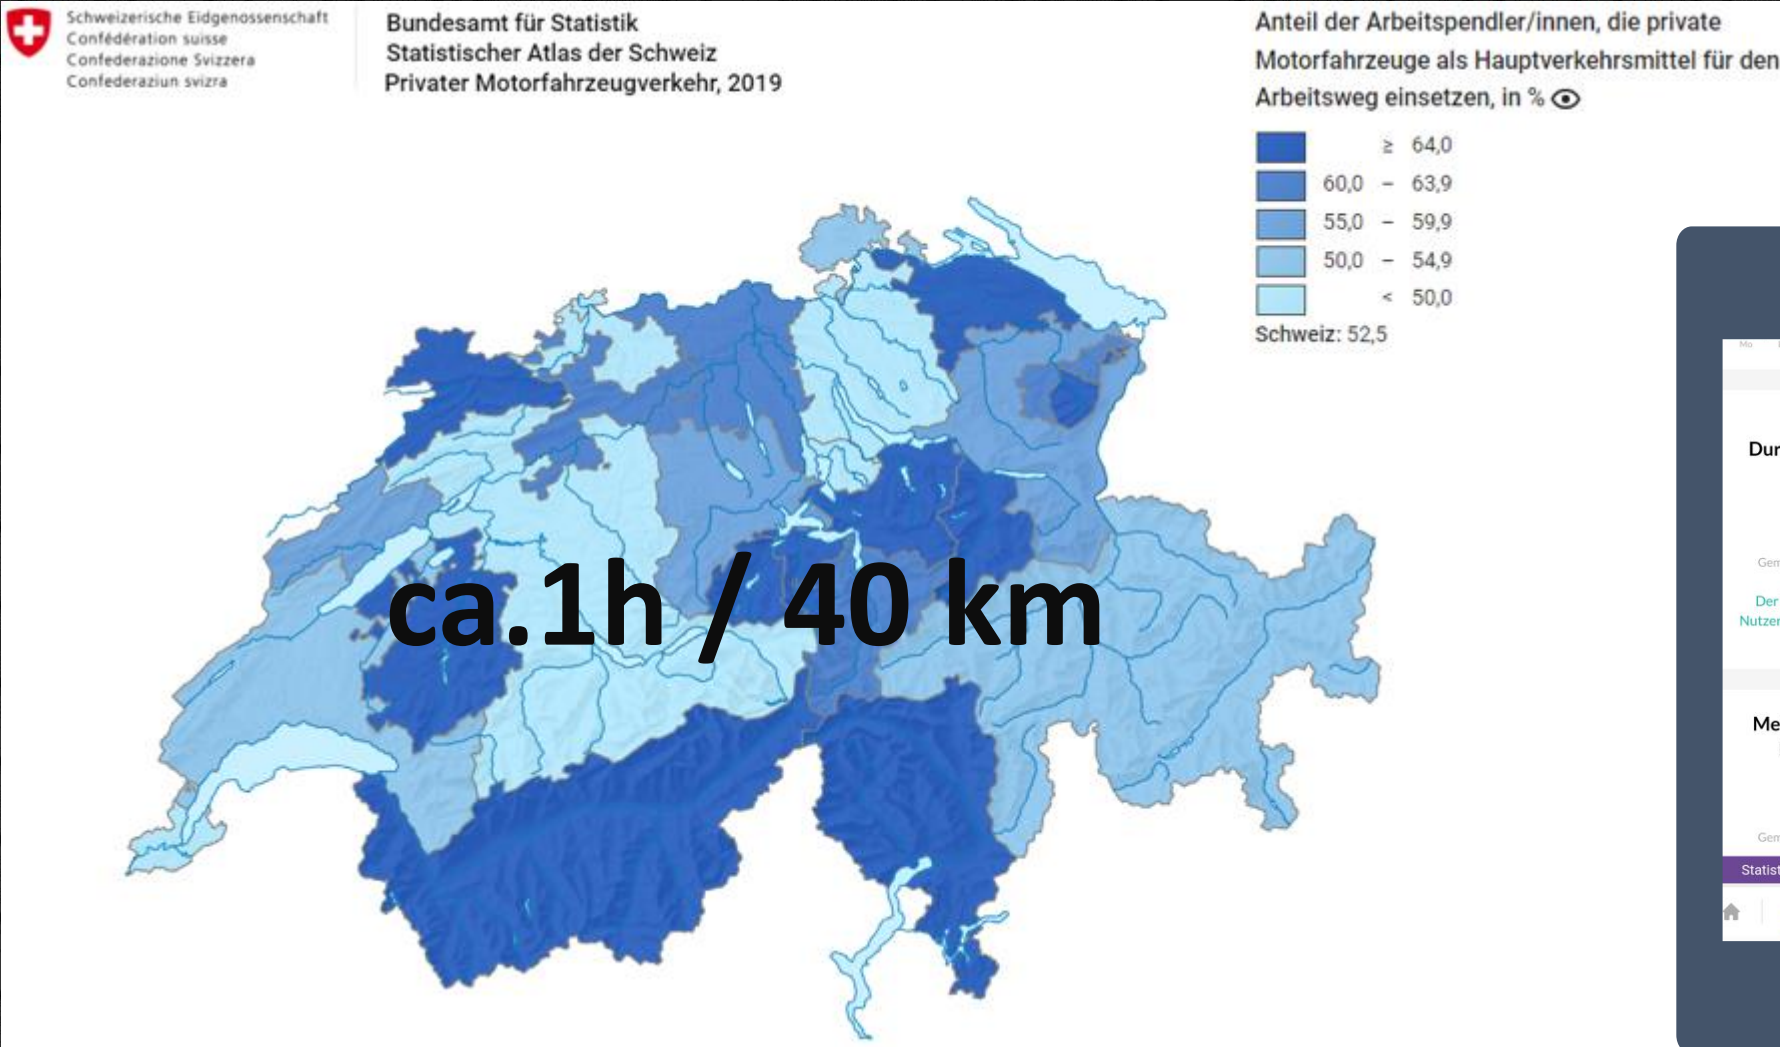 Schweizerische Eidgenossenschaft
Confédération suisse
Confederazione Svizzera
Confederaziun svizra
Bundesamt für Statistik
Statistischer Atlas der Schweiz
Privater Motorfahrzeugverkehr, 2019
Anteil der Arbeitspendler/innen, die private
Motorfahrzeuge als Hauptverkehrsmittel für den
Arbeitsweg einsetzen, in %
≥ 64,0
60,0 – 63,9
55,0 – 59,9
50,0 – 54,9
< 50,0
Schweiz: 52,5
ca.1h / 40 km
Mo
Dur
Gem
Der
Nutzer
Me
Gem
Statist